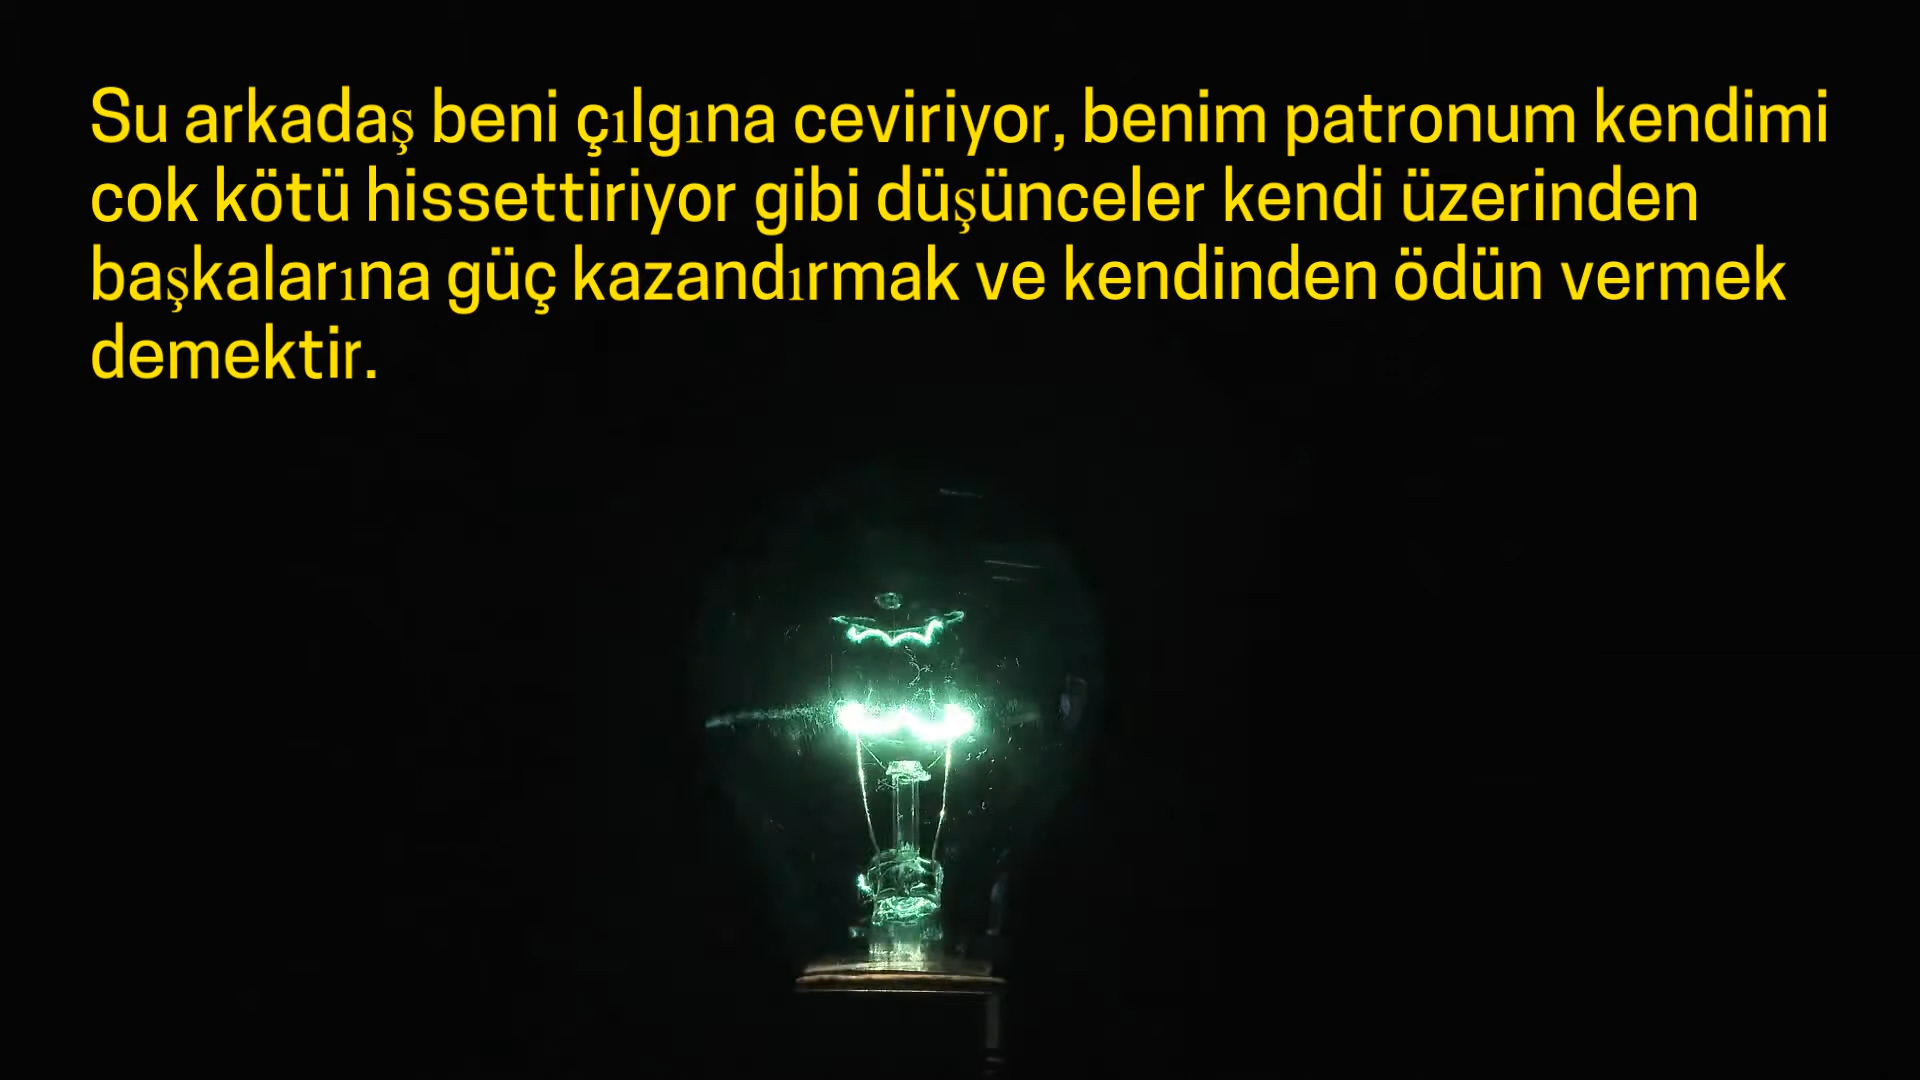 Su arkadaş beni çılgına ceviriyor, benim patronum kendimi
cok kötü hissettiriyor gibi düşünceler kendi üzerinden
başkalarına güç kazandırmak ve kendinden ödün vermek
demektir.